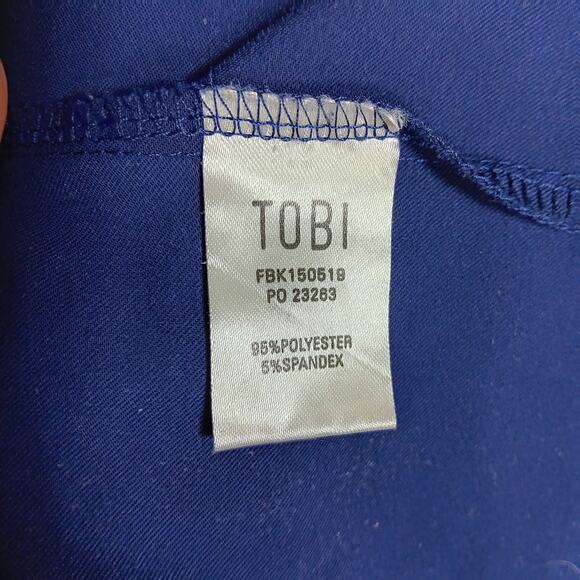 TOBI
FBK150519
PO 23263
95%POLYESTER
5%SPANDEX